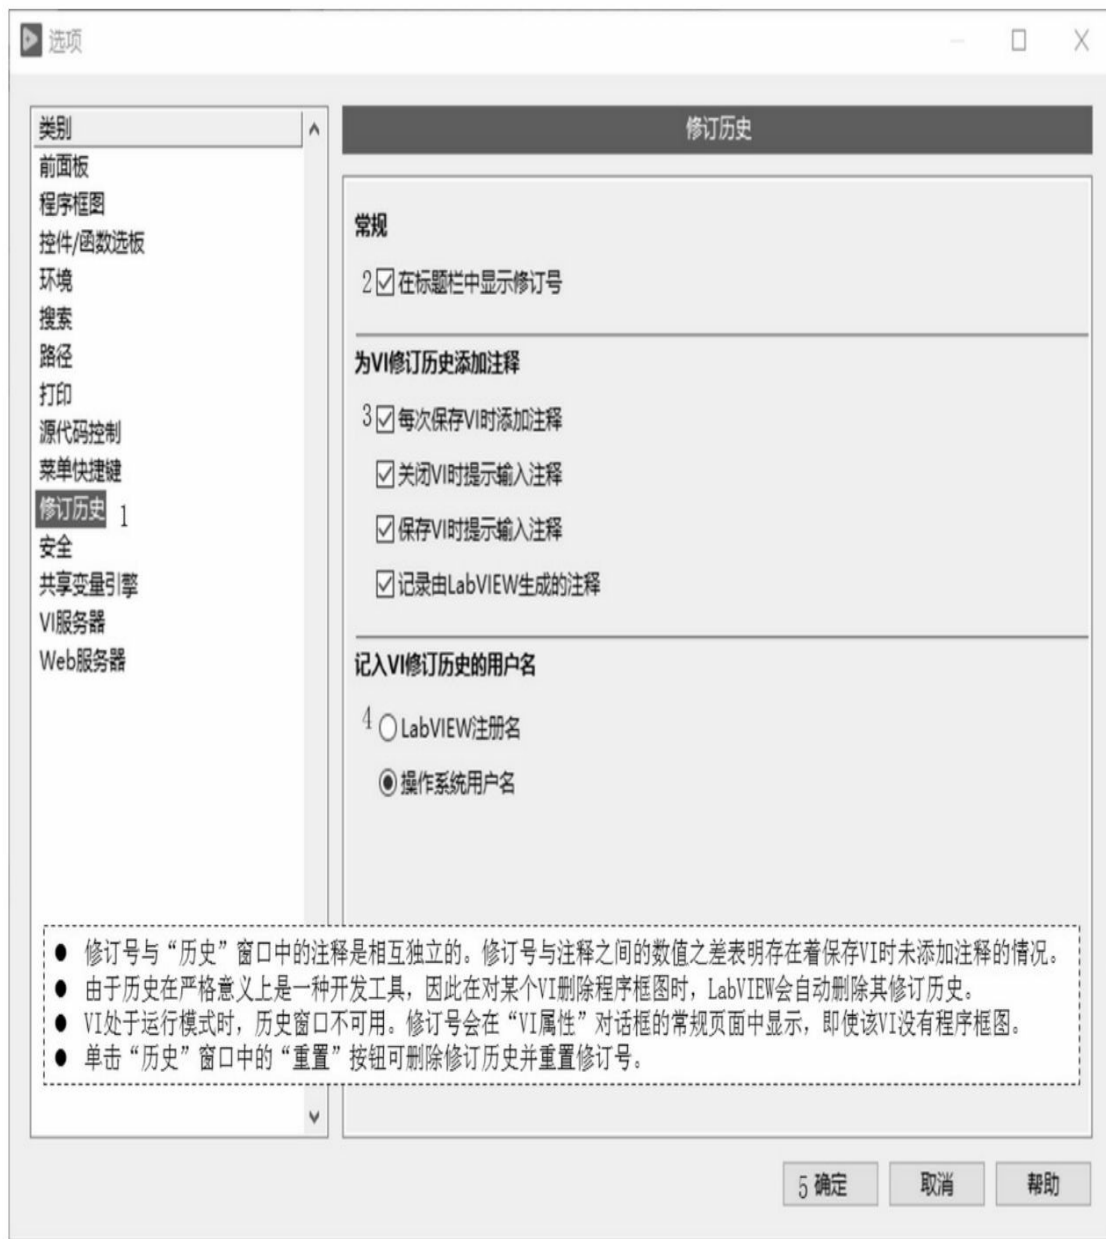 选项
类别
前面板
程序框图
控件/函数选板
环境
搜索
路径
打印
源代码控制
菜单快捷键
修订历史 1
安全
共享变量引擎
VI服务器
Web服务器
修订历史
常规
2 在标题栏中显示修订号
为VI修订历史添加注释
3 每次保存VI时添加注释
关闭VI时提示输入注释
保存VI时提示输入注释
记录由LabVIEW生成的注释
记入VI修订历史的用户名
4 LabVIEW注册名
操作系统用户名
● 修订号与“历史”窗口中的注释是相互独立的。修订号与注释之间的数值之差表明存在着保存VI时未添加注释的情况。
● 由于历史在严格意义上是一种开发工具，因此在对某个VI删除程序框图时，LabVIEW会自动删除其修订历史。
● VI处于运行模式时，历史窗口不可用。修订号会在“VI属性”对话框的常规页面中显示，即使该VI没有程序框图。
● 单击“历史”窗口中的“重置”按钮可删除修订历史并重置修订号。
5 确定 取消 帮助